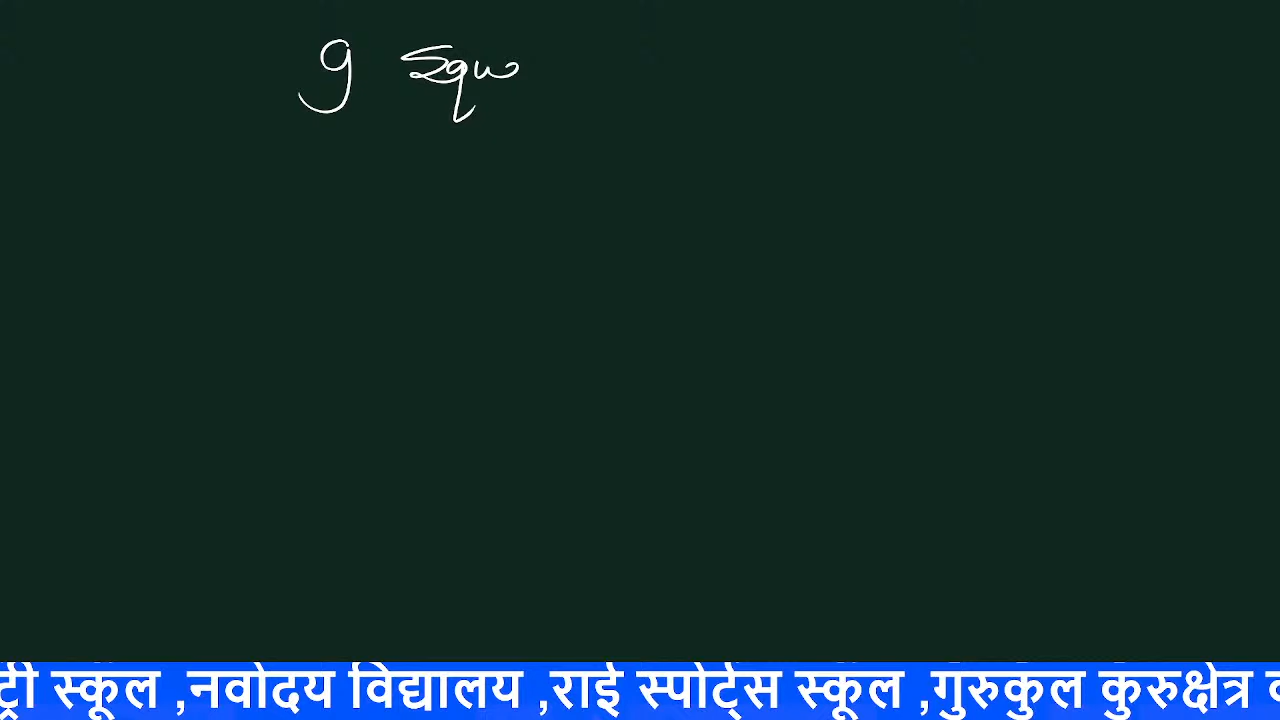 9 squ
ट्री स्कूल ,नवोदय विद्यालय ,राई स्पोर्ट्स स्कूल ,गुरुकुल कुरुक्षेत्र